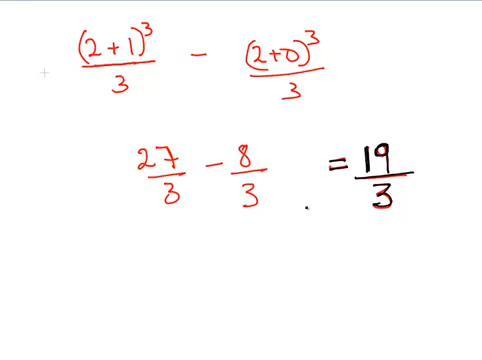 (2+1)^3/3 - (2+0)^3/3
27/3 - 8/3 = 19/3